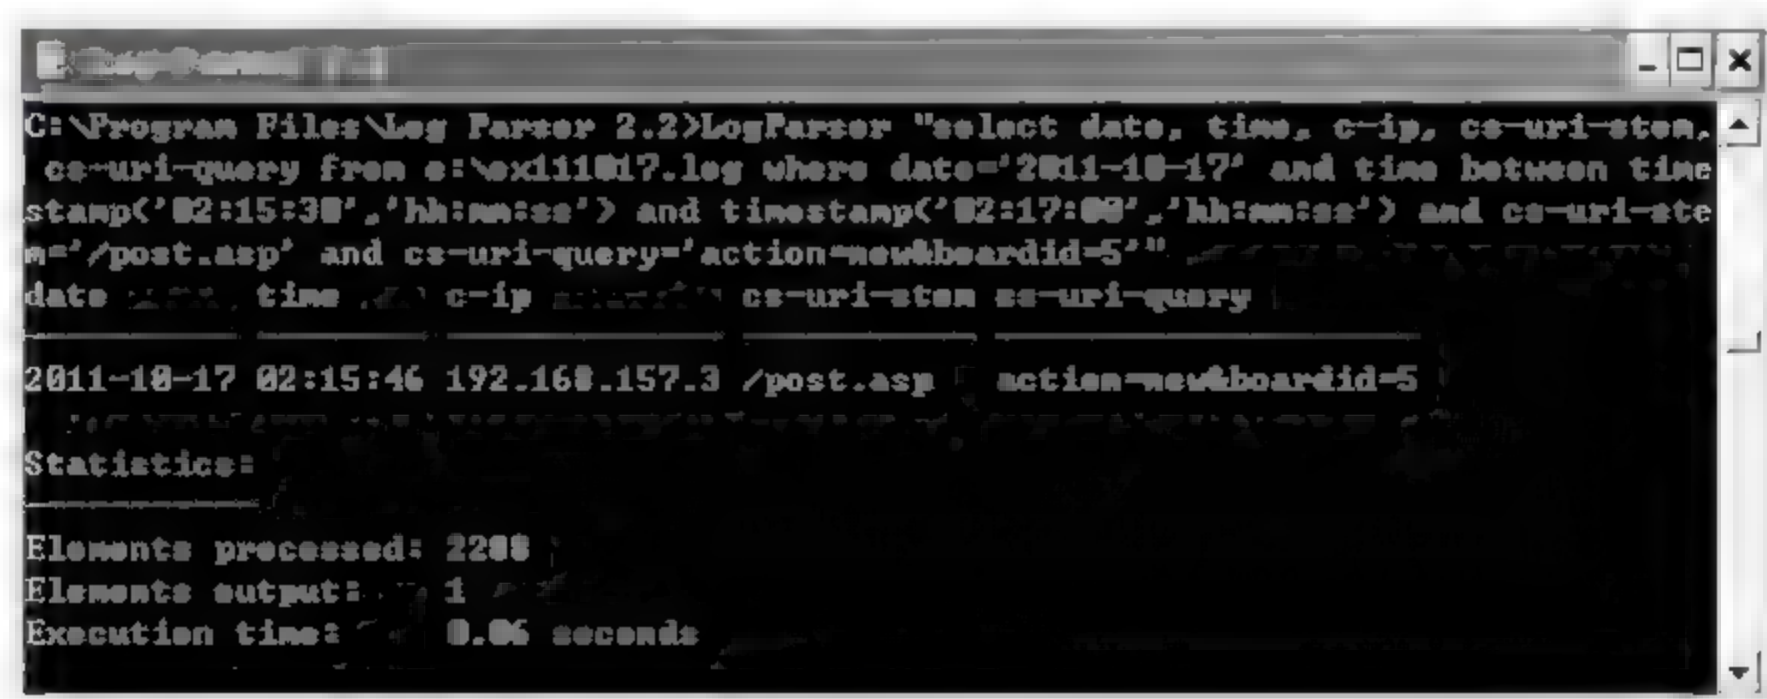 C:\Program Files\Log Parser 2.2>LogParser "select date, time, c-ip, cs-uri-stem,
cs-uri-query from e:\ex111017.log where date='2011-10-17' and time between time
stamp('02:15:30','hh:mm:ss') and timestamp('02:17:00','hh:mm:ss') and cs-uri-ste
m='/post.asp' and cs-uri-query='action=new&boardid=5'"
date time c-ip cs-uri-stem cs-uri-query
2011-10-17 02:15:46 192.168.157.3 /post.asp action=new&boardid=5
Statistics:
Elements processed:
Elements output: 1
Execution time: 0.06 seconds